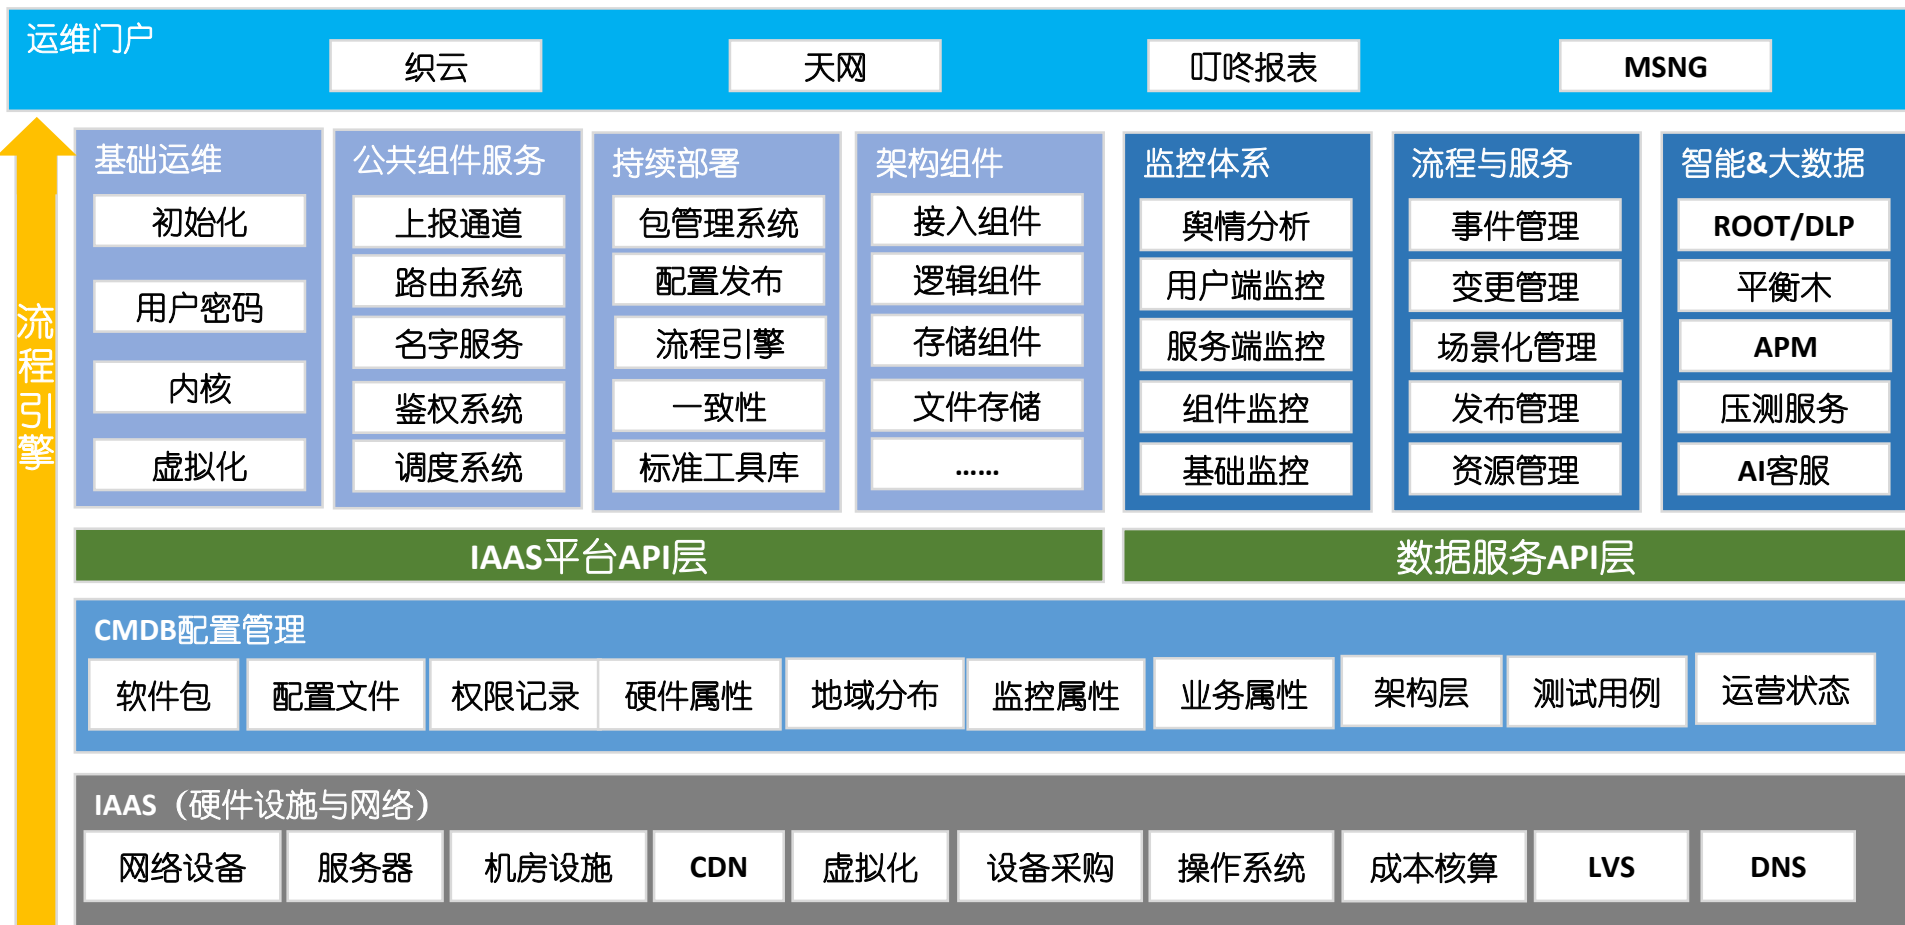 运维门户
织云
天网
叮咚报表
MSNG
流程引擎
基础运维
初始化
用户密码
内核
虚拟化
公共组件服务
上报通道
路由系统
名字服务
鉴权系统
调度系统
持续部署
包管理系统
配置发布
流程引擎
一致性
标准工具库
架构组件
接入组件
逻辑组件
存储组件
文件存储
......
监控体系
舆情分析
用户端监控
服务端监控
组件监控
基础监控
流程与服务
事件管理
变更管理
场景化管理
发布管理
资源管理
智能&大数据
ROOT/DLP
平衡木
APM
压测服务
AI客服
IAAS平台API层
数据服务API层
CMDB配置管理
软件包
配置文件
权限记录
硬件属性
地域分布
监控属性
业务属性
架构层
测试用例
运营状态
IAAS（硬件设施与网络）
网络设备
服务器
机房设施
CDN
虚拟化
设备采购
操作系统
成本核算
LVS
DNS